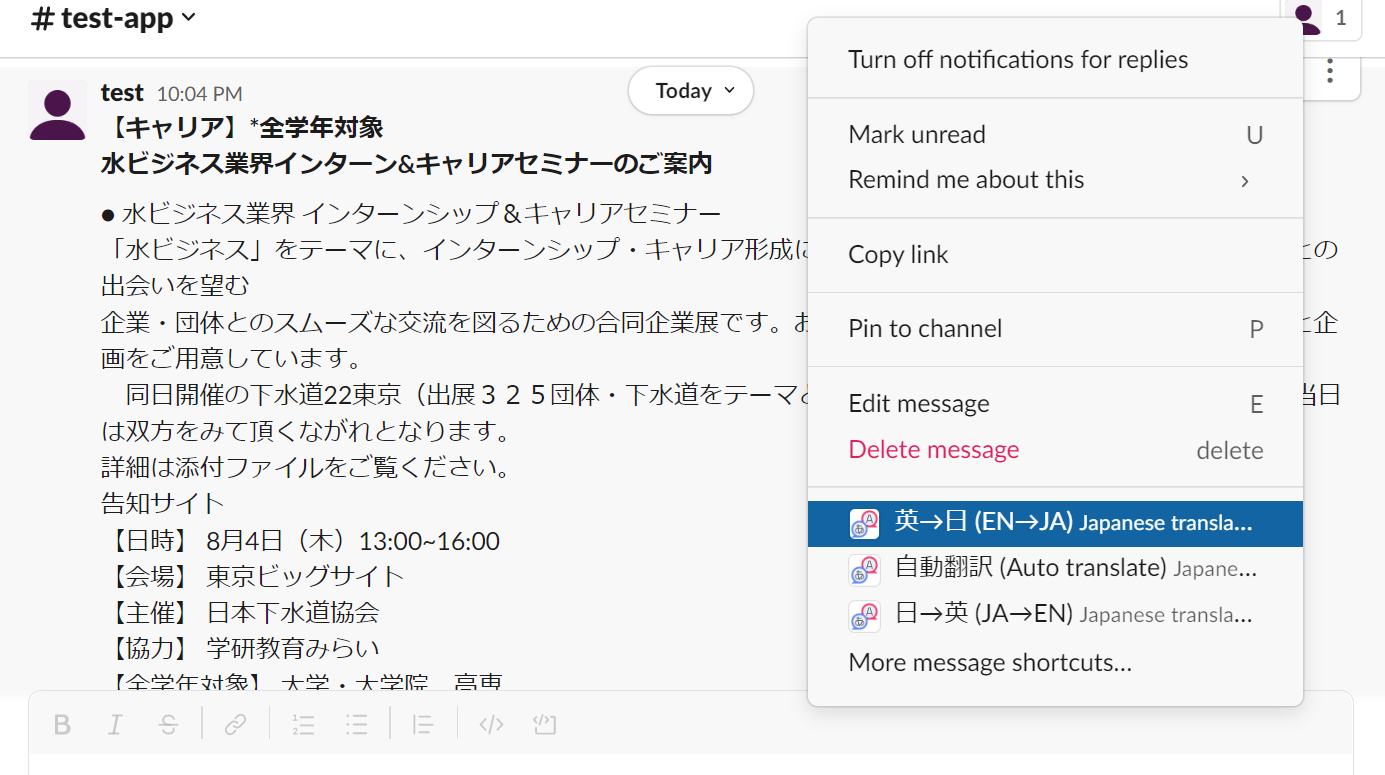 # test-app
1
test 10:04 PM
Today
【キャリア】*全学年対象
水ビジネス業界インターン&キャリアセミナーのご案内
● 水ビジネス業界 インターンシップ＆キャリアセミナー
「水ビジネス」をテーマに、インターンシップ・キャリア形成に
との
出会いを望む
企業・団体とのスムーズな交流を図るための合同企業展です。お
と企
画をご用意しています。
同日開催の下水道22東京（出展３２５団体・下水道をテーマと
当日
は双方をみて頂くながれとなります。
詳細は添付ファイルをご覧ください。
告知サイト
【日時】 8月4日（木）13:00~16:00
【会場】 東京ビッグサイト
【主催】 日本下水道協会
【協力】 学研教育みらい
【全学年対象】 大学・大学院　高専
Turn off notifications for replies
Mark unread U
Remind me about this
Copy link
Pin to channel P
Edit message E
Delete message delete
英→日 (EN→JA) Japanese transla...
自動翻訳 (Auto translate) Japane...
日→英 (JA→EN) Japanese transla...
More message shortcuts...
B I S